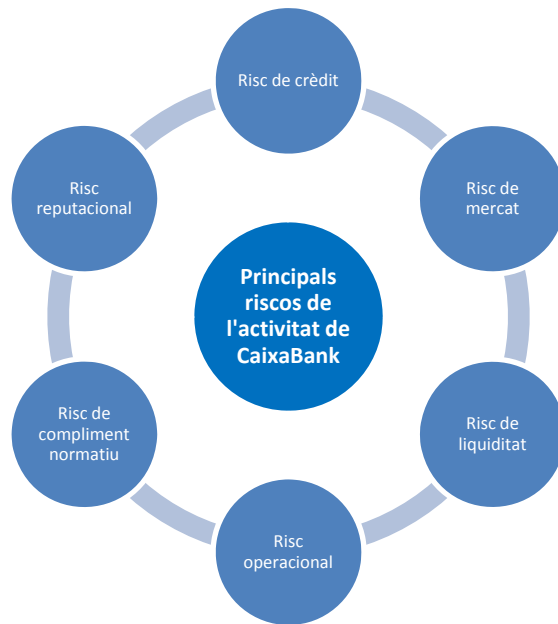 Risc de crèdit
Risc de
mercat
Risc de
liquiditat
Risc
operacional
Risc de
compliment
normatiu
Risc
reputacional
Principals
riscos de
l'activitat de
CaixaBank